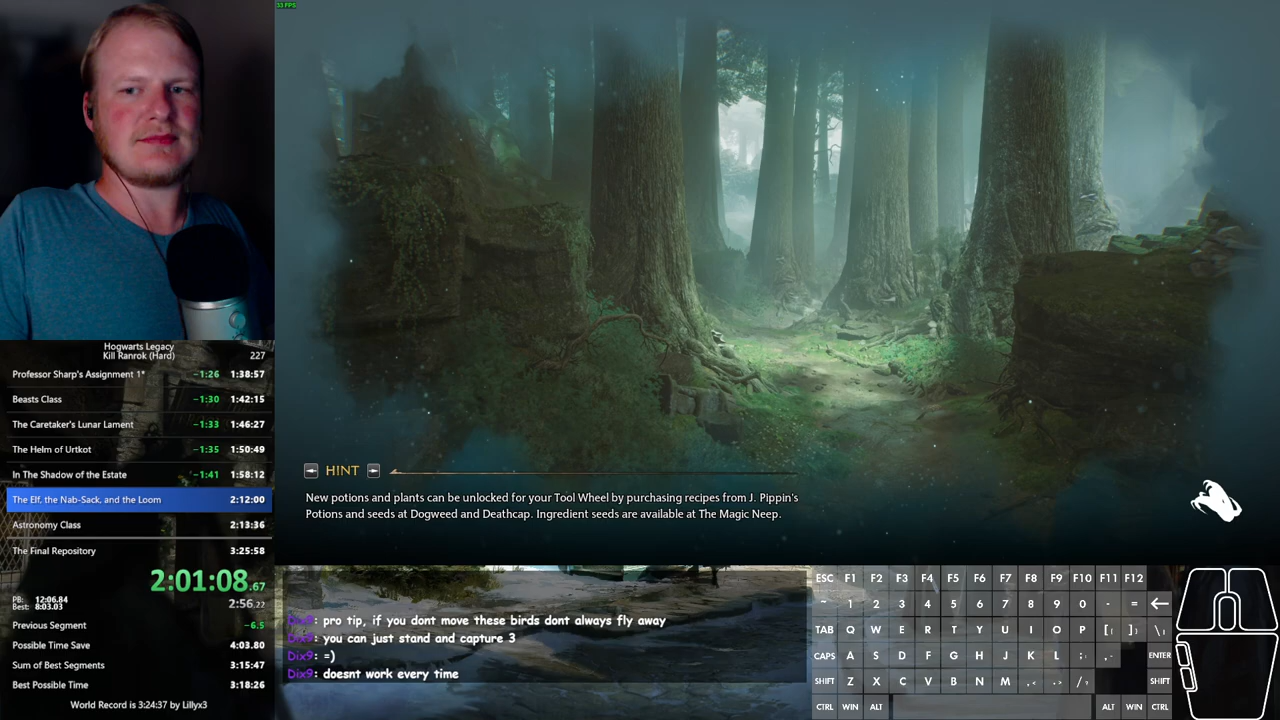 33 FPS
Hogwarts Legacy
Kill Ranrok (Hard) 227
Professor Sharp's Assignment 1* -1:26 1:38:57
Beasts Class -1:30 1:42:15
The Caretaker's Lunar Lament -1:33 1:46:27
The Helm of Urtkot -1:35 1:50:49
In The Shadow of the Estate -1:41 1:58:12
The Elf, the Nab-Sack, and the Loom 2:12:00
Astronomy Class 2:13:36
The Final Repository 3:25:58
2:01:08.67
PB: 12:06.84
Best: 8:03.03 2:56.22
Previous Segment -6.5
Possible Time Save 4:03.80
Sum of Best Segments 3:15:47
Best Possible Time 3:18:26
World Record is 3:24:37 by Lillyx3
HINT
New potions and plants can be unlocked for your Tool Wheel by purchasing recipes from J. Pippin's
Potions and seeds at Dogweed and Deathcap. Ingredient seeds are available at The Magic Neep.
Dix9: pro tip, if you dont move these birds dont always fly away
Dix9: you can just stand and capture 3
Dix9: =)
Dix9: doesnt work every time
ESC F1 F2 F3 F4 F5 F6 F7 F8 F9 F10 F11 F12
~ 1 2 3 4 5 6 7 8 9 0 - = ←
TAB Q W E R T Y U I O P [{ ]} \|
CAPS A S D F G H J K L ;: ,. ENTER
SHIFT Z X C V B N M ,< .> /? SHIFT
CTRL WIN ALT ALT WIN CTRL